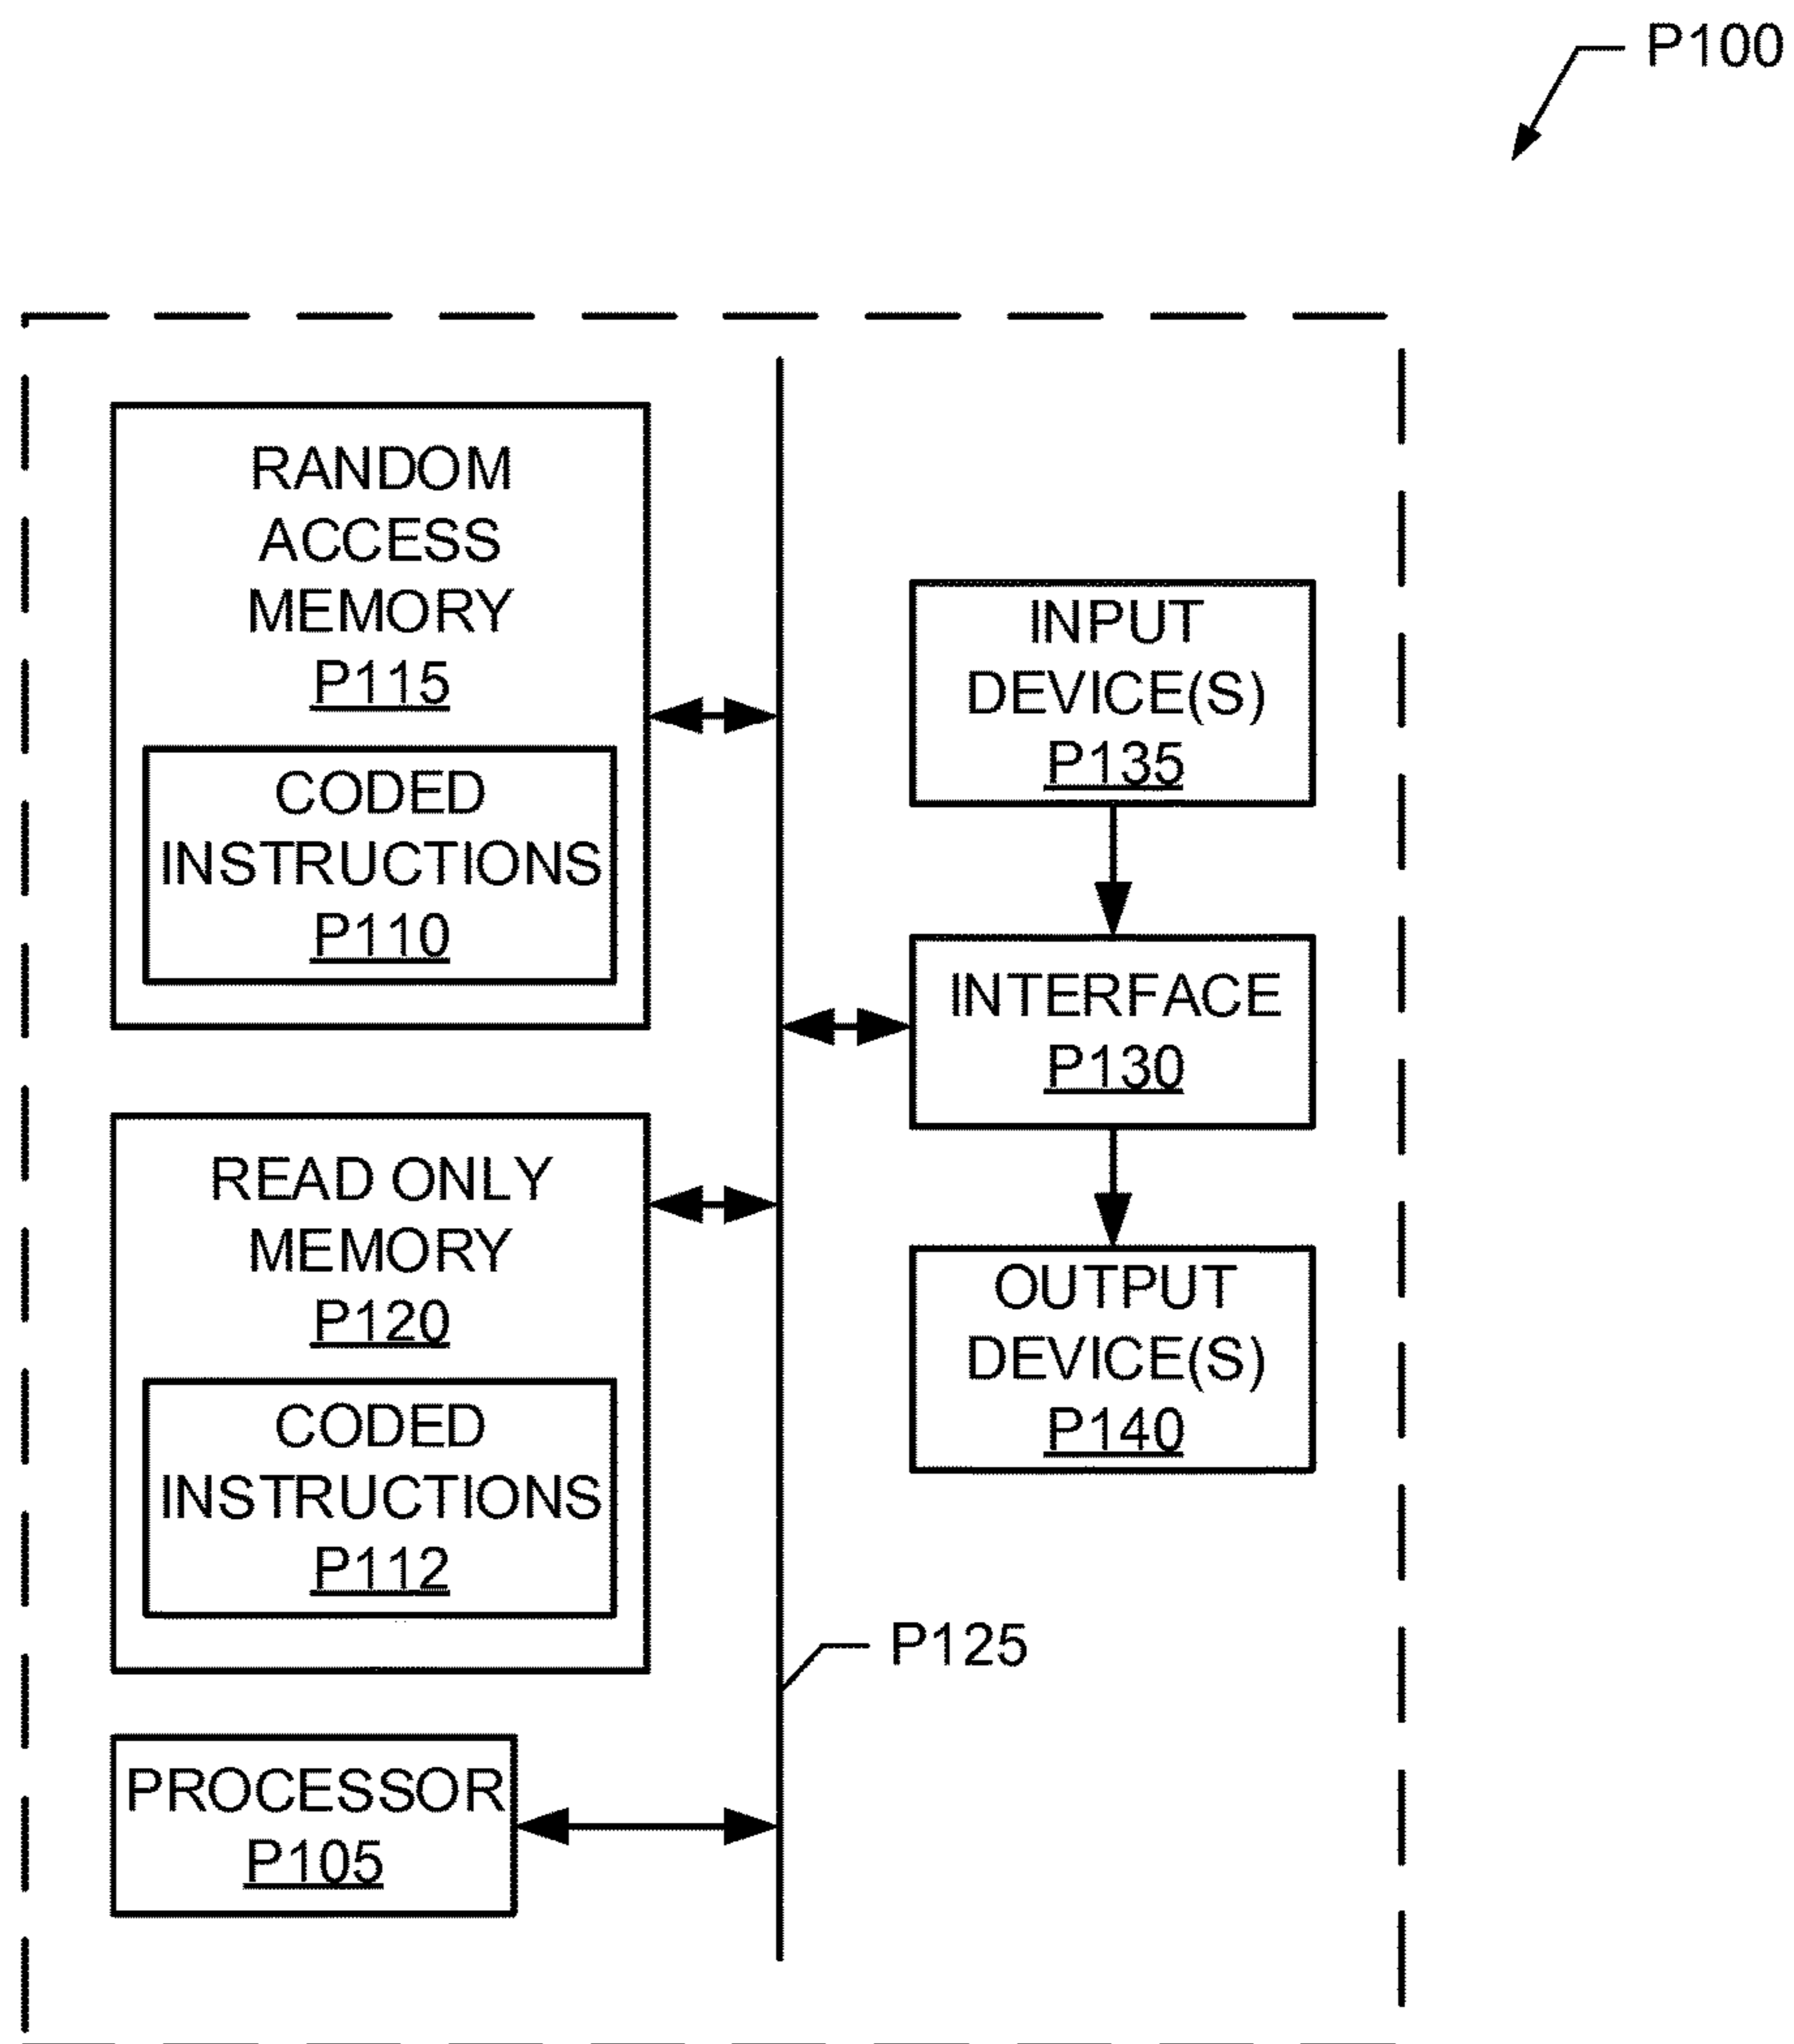 P100
RANDOM
ACCESS
MEMORY
P115
CODED
INSTRUCTIONS
P110
READ ONLY
MEMORY
P120
CODED
INSTRUCTIONS
P112
PROCESSOR
P105
INPUT
DEVICE(S)
P135
INTERFACE
P130
OUTPUT
DEVICE(S)
P140
P125